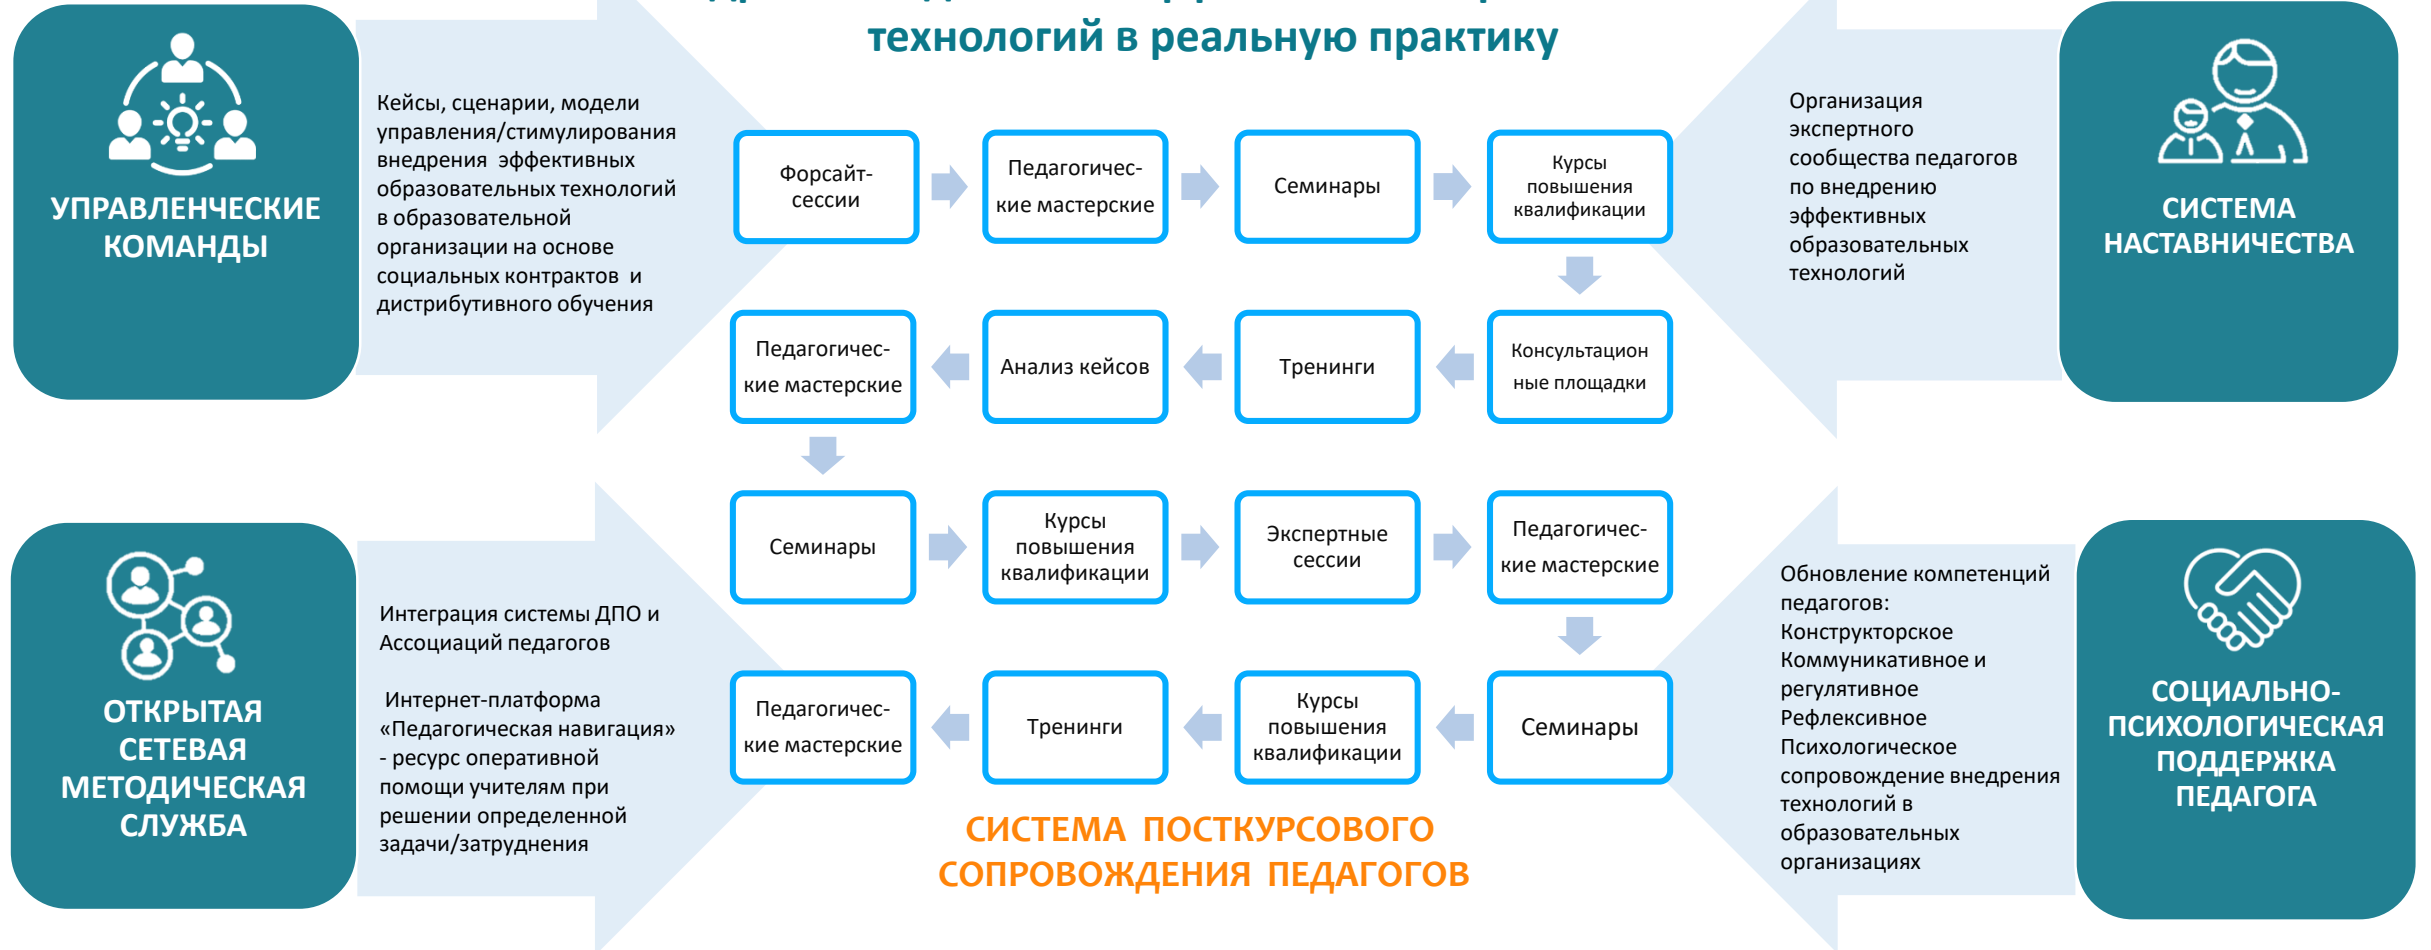 технологий в реальную практику
УПРАВЛЕНЧЕСКИЕ
КОМАНДЫ
Кейсы, сценарии, модели
управления/стимулирования
внедрения эффективных
образовательных технологий
в образовательной
организации на основе
социальных контрактов и
дистрибутивного обучения
Форсайт-
сессии
Педагогичес-
кие мастерские
Семинары
Курсы
повышения
квалификации
Организация
экспертного
сообщества педагогов
по внедрению
эффективных
образовательных
технологий
СИСТЕМА
НАСТАВНИЧЕСТВА
Педагогичес-
кие мастерские
Анализ кейсов
Тренинги
Консультацион
ные площадки
Семинары
Курсы
повышения
квалификации
Экспертные
сессии
Педагогичес-
кие мастерские
ОТКРЫТАЯ
СЕТЕВАЯ
МЕТОДИЧЕСКАЯ
СЛУЖБА
Интеграция системы ДПО и
Ассоциаций педагогов
Интернет-платформа
«Педагогическая навигация»
- ресурс оперативной
помощи учителям при
решении определенной
задачи/затруднения
Педагогичес-
кие мастерские
Тренинги
Курсы
повышения
квалификации
Семинары
Обновление компетенций
педагогов:
Конструкторское
Коммуникативное и
регулятивное
Рефлексивное
Психологическое
сопровождение внедрения
технологий в
образовательных
организациях
СОЦИАЛЬНО-
ПСИХОЛОГИЧЕСКАЯ
ПОДДЕРЖКА
ПЕДАГОГА
СИСТЕМА ПОСТКУРСОВОГО
СОПРОВОЖДЕНИЯ ПЕДАГОГОВ